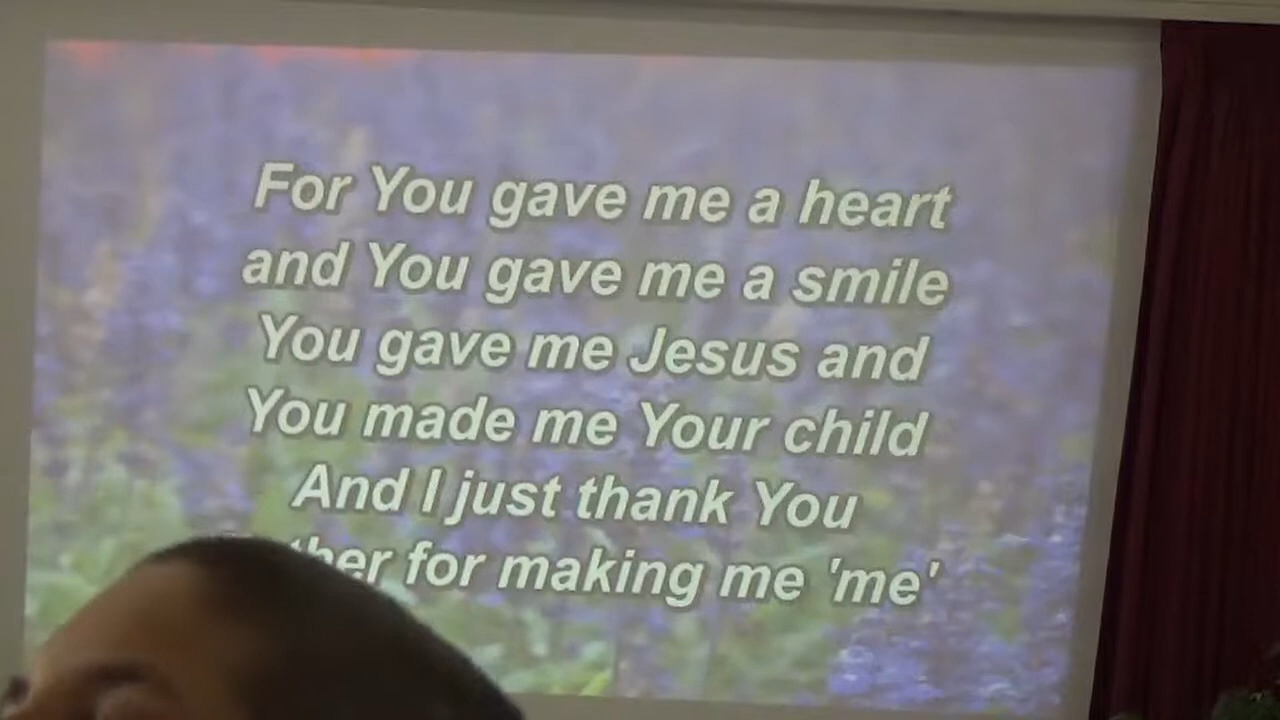 For You gave me a heart
and You gave me a smile
You gave me Jesus and
You made me Your child
And I just thank You
for making me 'me'